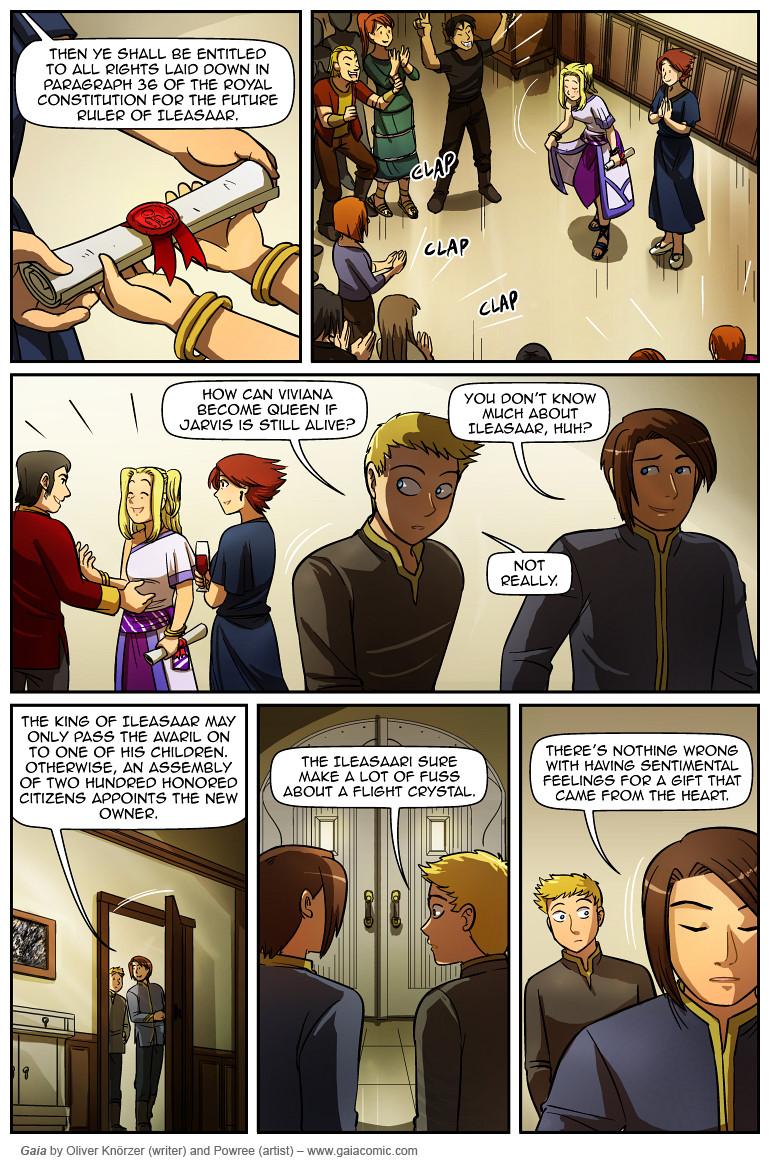 THEN YE SHALL BE ENTITLED
TO ALL RIGHTS LAID DOWN IN
PARAGRAPH 36 OF THE ROYAL
CONSTITUTION FOR THE FUTURE
RULER OF ILEASAAR.
CLAP
CLAP
CLAP
HOW CAN VIVIANA
BECOME QUEEN IF
JARVIS IS STILL ALIVE?
YOU DON'T KNOW
MUCH ABOUT
ILEASAAR, HUH?
NOT
REALLY.
THE KING OF ILEASAAR MAY
ONLY PASS THE AVARIL ON
TO ONE OF HIS CHILDREN.
OTHERWISE, AN ASSEMBLY
OF TWO HUNDRED HONORED
CITIZENS APPOINTS THE NEW
OWNER.
THE ILEASAARI SURE
MAKE A LOT OF FUSS
ABOUT A FLIGHT CRYSTAL.
THERE'S NOTHING WRONG
WITH HAVING SENTIMENTAL
FEELINGS FOR A GIFT THAT
CAME FROM THE HEART.
Gaia by Oliver Knörzer (writer) and Powree (artist) – www.gaiacomic.com